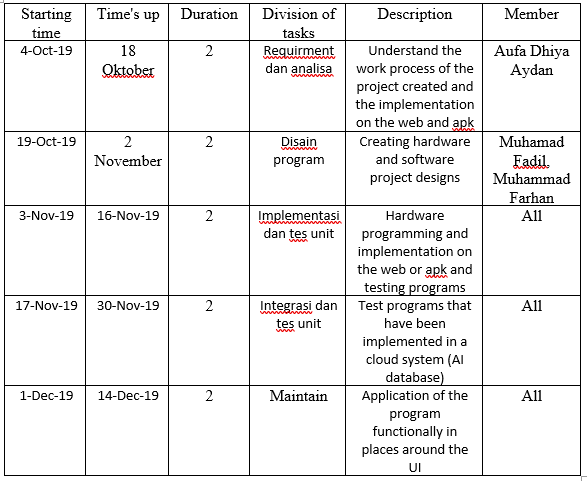 Starting time
Time's up
Duration
Division of tasks
Description
Member
4-Oct-19
18
Oktober
2
Requirment
dan analisa
Understand the
work process of the
project created and
the implementation
on the web and apk
Aufa Dhiya
Aydan
19-Oct-19
2
November
2
Disain
program
Creating hardware
and software
project designs
Muhamad
Fadil,
Muhammad
Farhan
3-Nov-19
16-Nov-19
2
Implementasi
dan tes unit
Hardware
programming and
implementation on
the web or apk and
testing programs
All
17-Nov-19
30-Nov-19
2
Integrasi dan
tes unit
Test programs that
have been
implemented in a
cloud system (AI
database)
All
1-Dec-19
14-Dec-19
2
Maintain
Application of the
program
functionally in
places around the
UI
All